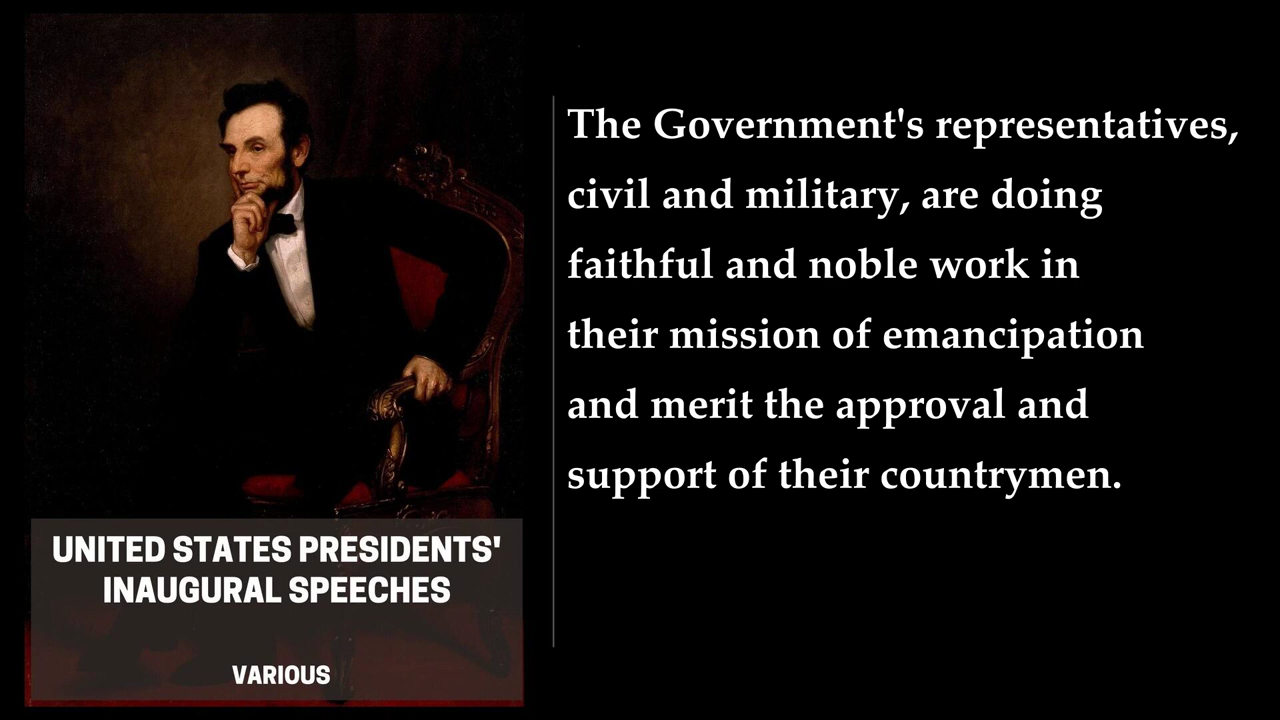 The Government's representatives,
civil and military, are doing
faithful and noble work in
their mission of emancipation
and merit the approval and
support of their countrymen.
UNITED STATES PRESIDENTS'
INAUGURAL SPEECHES
VARIOUS